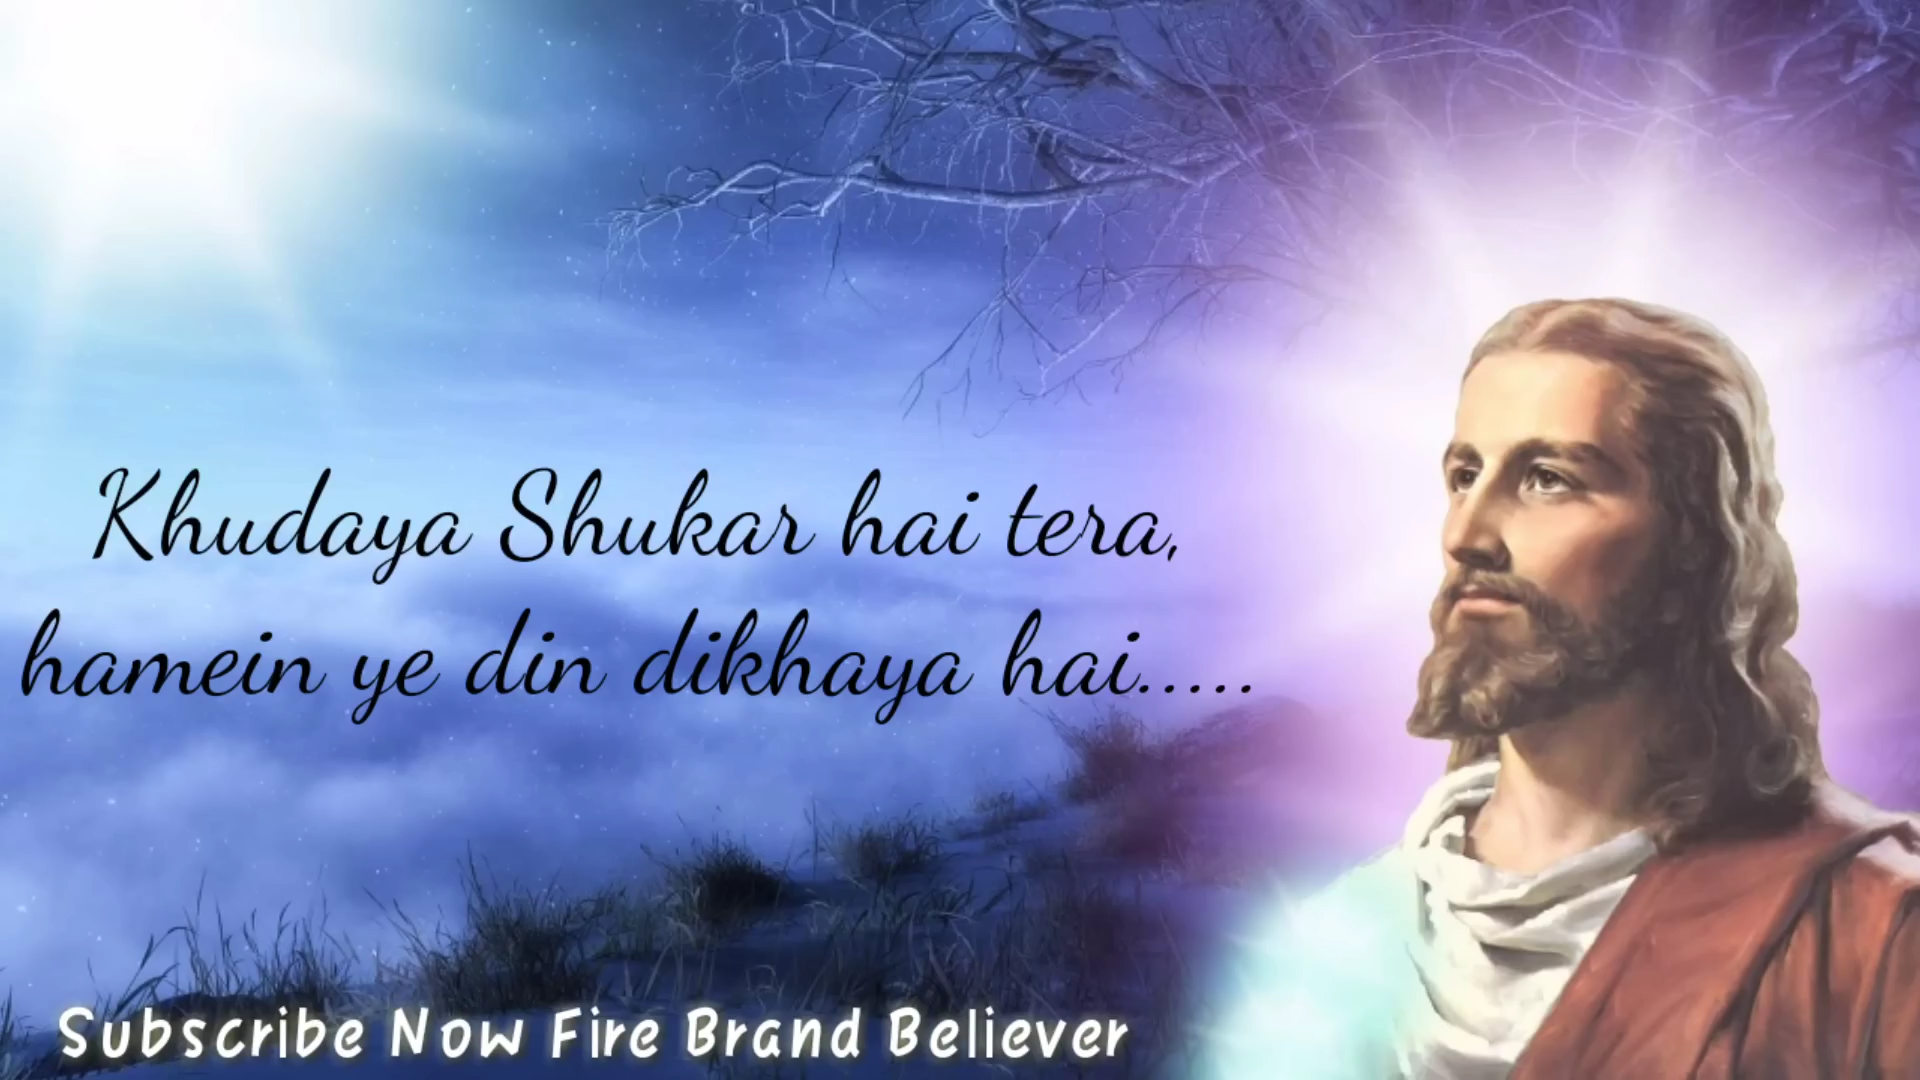 Khudaya Shukar hai tera,
hamein ye din dikhaya hai.....
Subscribe Now Fire Brand Believer